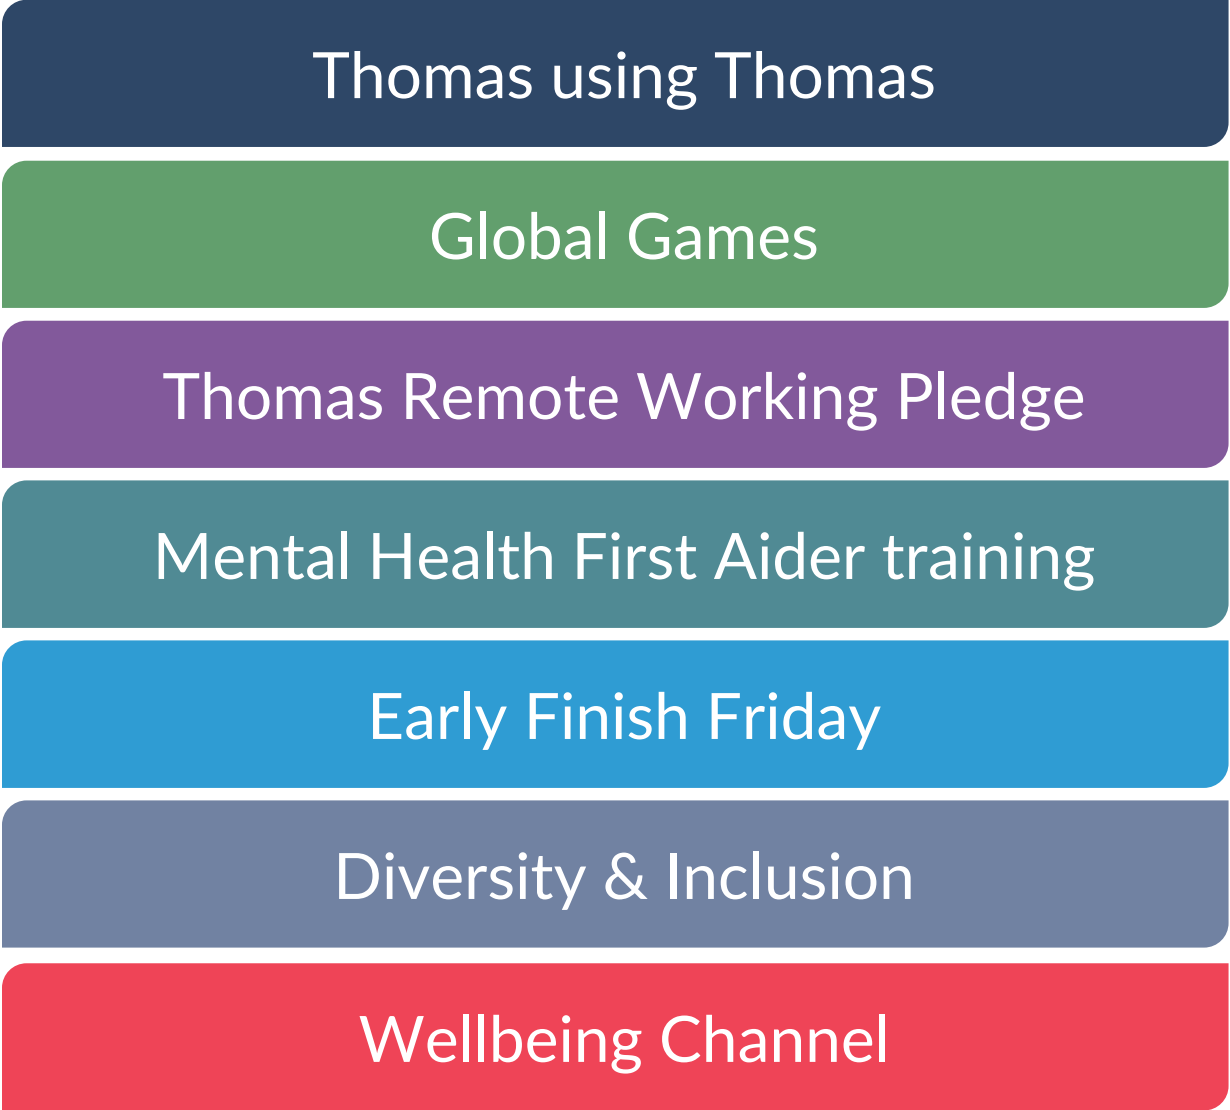 Thomas using Thomas
Global Games
Thomas Remote Working Pledge
Mental Health First Aider training
Early Finish Friday
Diversity & Inclusion
Wellbeing Channel